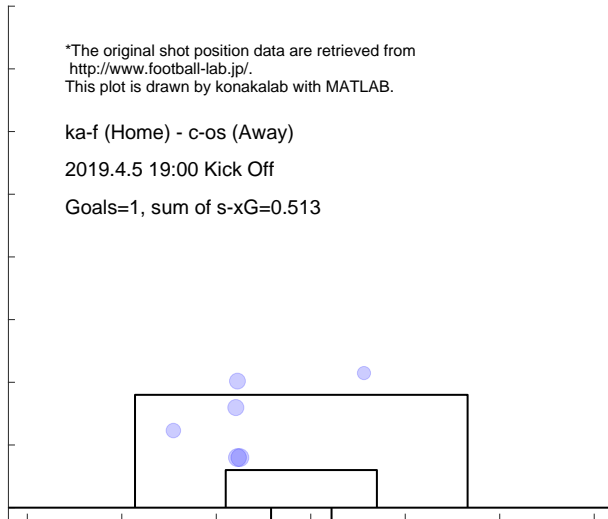 *The original shot position data are retrieved from
http://www.football-lab.jp/.
This plot is drawn by konakalab with MATLAB.
ka-f (Home) - c-os (Away)
2019.4.5 19:00 Kick Off
Goals=1, sum of s-xG=0.513